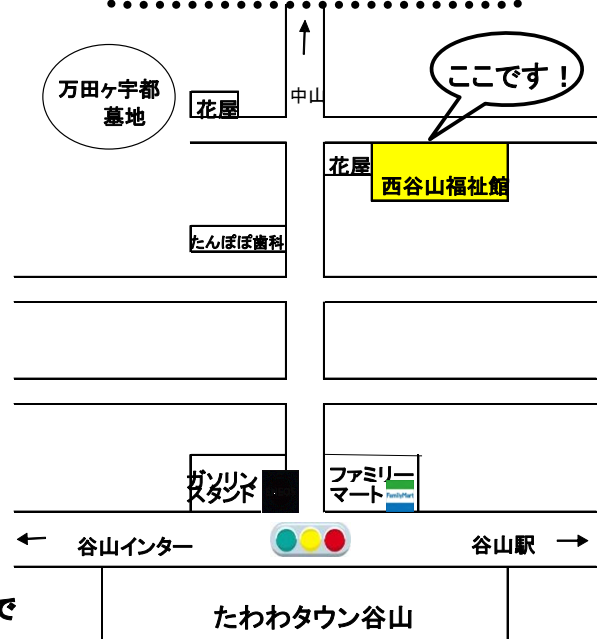 ここです！
万田ヶ宇都
墓地
花屋
中山
花屋
西谷山福祉館
たんぽぽ歯科
ガソリン
スタンド
ファミリー
マート
FamilyMart
谷山インター
谷山駅
で
たわわタウン谷山